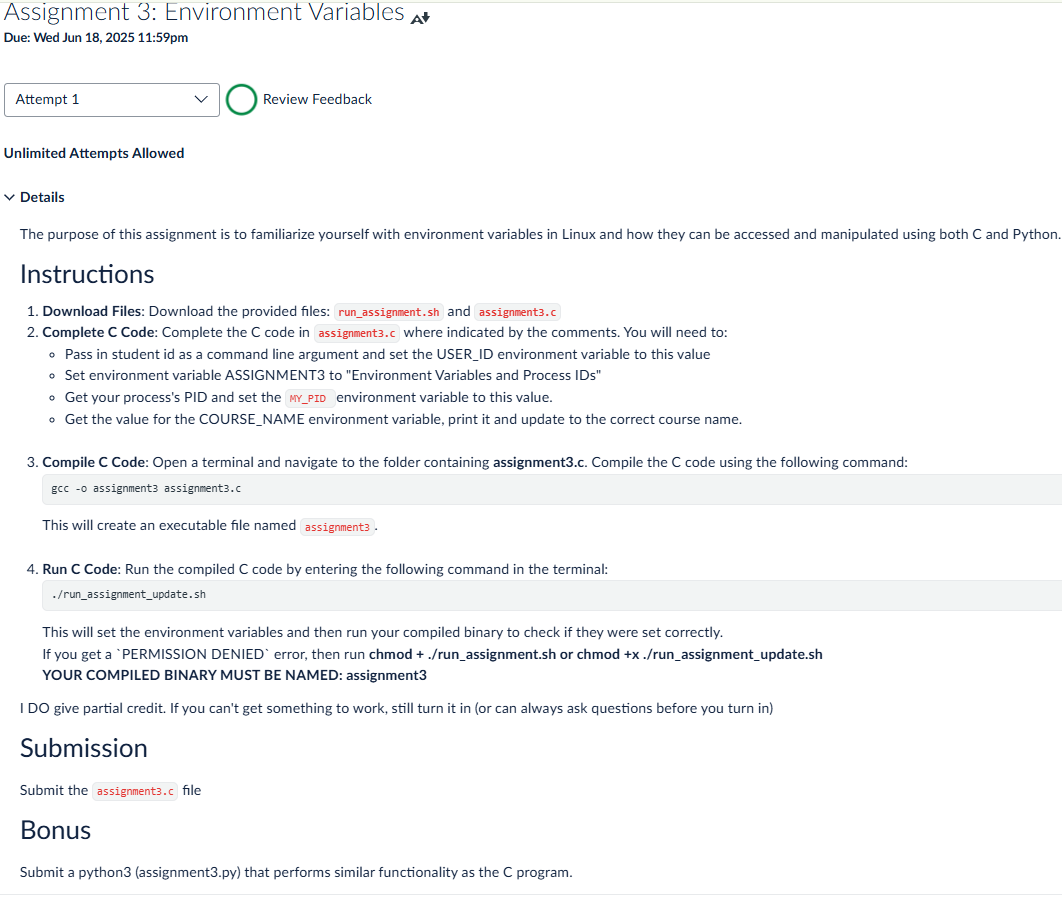 Assignment 3: Environment Variables
Due: Wed Jun 18, 2025 11:59pm
Attempt 1
Review Feedback
Unlimited Attempts Allowed
Details
The purpose of this assignment is to familiarize yourself with environment variables in Linux and how they can be accessed and manipulated using both C and Python.
Instructions
1. Download Files: Download the provided files: run_assignment.sh and assignment3.c
2. Complete C Code: Complete the C code in assignment3.c where indicated by the comments. You will need to:
Pass in student id as a command line argument and set the USER_ID environment variable to this value
Set environment variable ASSIGNMENT3 to "Environment Variables and Process IDs"
Get your process's PID and set the MY_PID environment variable to this value.
Get the value for the COURSE_NAME environment variable, print it and update to the correct course name.
3. Compile C Code: Open a terminal and navigate to the folder containing assignment3.c. Compile the C code using the following command:
gcc -o assignment3 assignment3.c
This will create an executable file named assignment3.
4. Run C Code: Run the compiled C code by entering the following command in the terminal:
./run_assignment_update.sh
This will set the environment variables and then run your compiled binary to check if they were set correctly.
If you get a `PERMISSION DENIED` error, then run chmod + ./run_assignment.sh or chmod +x ./run_assignment_update.sh
YOUR COMPILED BINARY MUST BE NAMED: assignment3
I DO give partial credit. If you can't get something to work, still turn it in (or can always ask questions before you turn in)
Submission
Submit the assignment3.c file
Bonus
Submit a python3 (assignment3.py) that performs similar functionality as the C program.